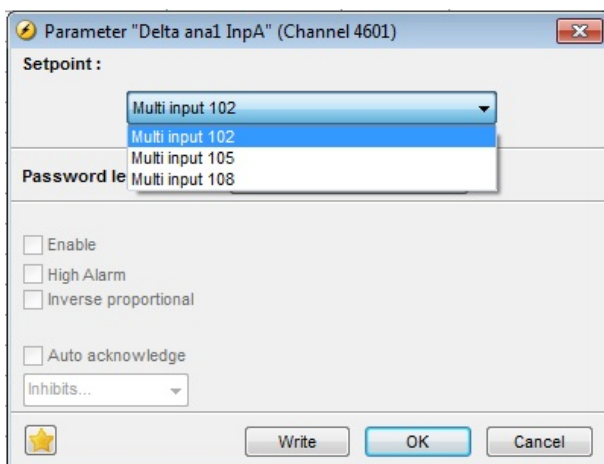 Parameter "Delta ana1 InpA" (Channel 4601)
Setpoint :
Multi input 102
Multi input 102
Multi input 105
Multi input 108
Password le
Enable
High Alarm
Inverse proportional
Auto acknowledge
Inhibits...
Write OK Cancel